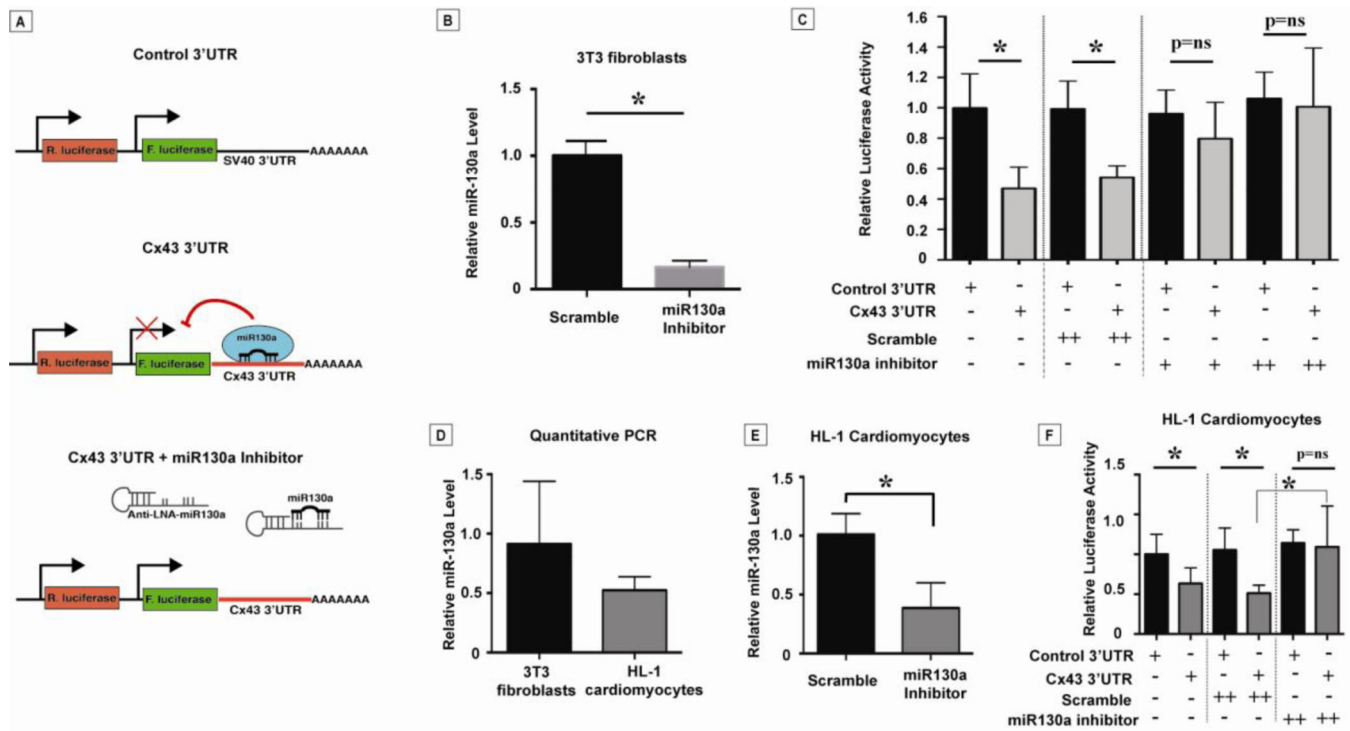 A
Control 3'UTR
R. luciferase
F. luciferase
SV40 3'UTR
AAAAAAA
Cx43 3'UTR
miR130a
R. luciferase
F. luciferase
Cx43 3'UTR
AAAAAAA
Cx43 3'UTR + miR130a Inhibitor
miR130a
Anti-LNA-miR130a
R. luciferase
F. luciferase
Cx43 3'UTR
AAAAAAA
B
3T3 fibroblasts
Relative miR-130a Level
1.5
1.0
0.5
0
*
Scramble
miR130a
Inhibitor
C
Relative Luciferase Activity
1.6
1.4
1.2
1.0
0.8
0.6
0.4
0.2
0
*
*
p=ns
p=ns
Control 3'UTR + - + - + - + -
Cx43 3'UTR - + - + - + - +
Scramble - - ++ ++ - - - -
miR130a inhibitor - - - - + + ++ ++
D
Quantitative PCR
Relative miR-130a Level
1.5
1.0
0.5
0
3T3
fibroblasts
HL-1
cardiomyocytes
E
HL-1 Cardiomyocytes
Relative miR-130a Level
1.5
1.0
0.5
0
*
Scramble
miR130a
Inhibitor
F
HL-1 Cardiomyocytes
Relative Luciferase Activity
1.5
1.0
0.5
0
*
*
p=ns
*
Control 3'UTR + - + - + -
Cx43 3'UTR - + - + - +
Scramble - - ++ ++ - -
miR130a inhibitor - - - - ++ ++